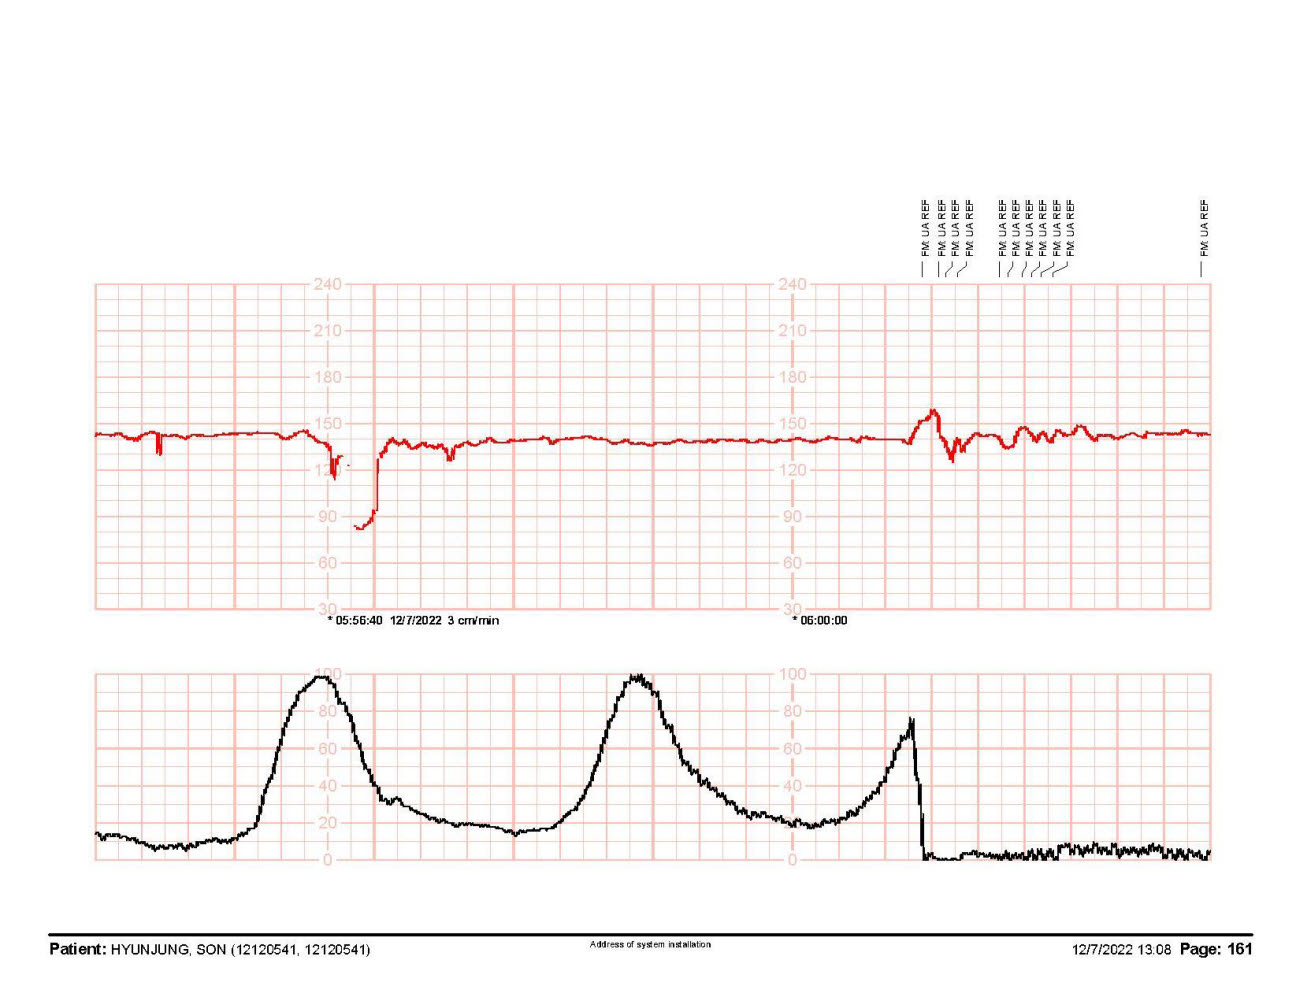 FM: UA REF
FM: UA REF
FM: UA REF
FM: UA REF
FM: UA REF
FM: UA REF
FM: UA REF
FM: UA REF
FM: UA REF
FM: UA REF
FM: UA REF
240 240
210 210
180 180
150 150
120 120
90 90
60 60
30 30
* 05:56:40 12/7/2022 3 cm/min * 06:00:00
100 100
80 80
60 60
40 40
20 20
0 0
Patient: HYUNJUNG, SON (12120541, 12120541) Address of system installation 12/7/2022 13:08 Page: 161